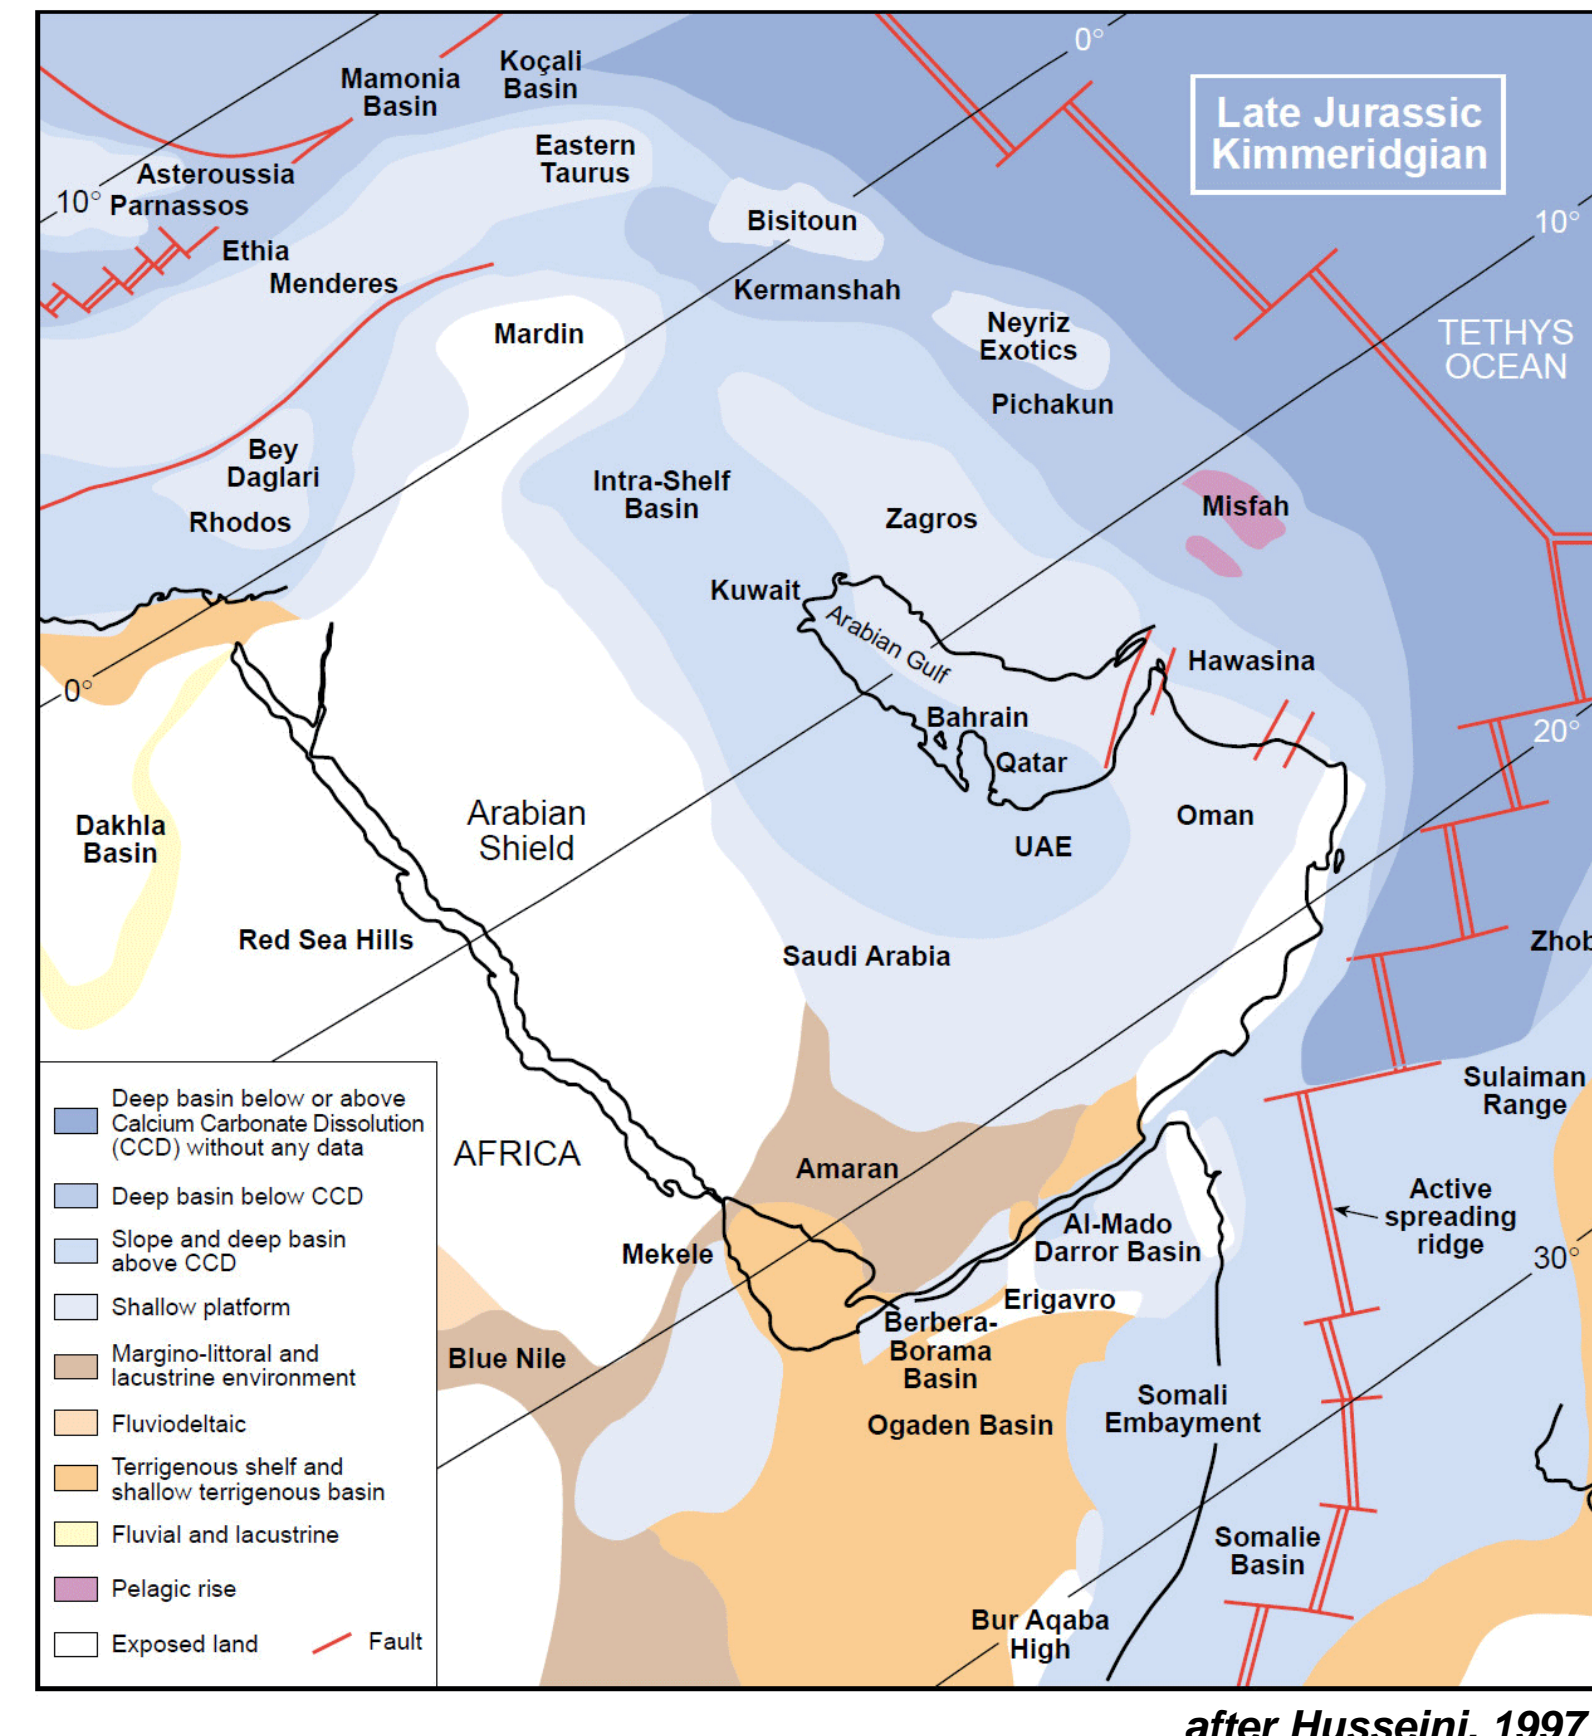 0°
Koçali
Basin
Mamonia
Basin
Late Jurassic
Kimmeridgian
Eastern
Taurus
Asteroussia
10°
Parnassos
Bisitoun
10°
Ethia
Menderes
Kermanshah
Mardin
Neyriz
Exotics
TETHYS
OCEAN
Pichakun
Bey
Daglari
Rhodos
Intra-Shelf
Basin
Zagros
Misfah
Kuwait
Arabian Gulf
Hawasina
0°
Bahrain
Qatar
20°
Arabian
Shield
Dakhla
Basin
UAE
Oman
Red Sea Hills
Saudi Arabia
Zhob
Sulaiman
Range
AFRICA
Amaran
Mekele
Al-Mado
Darror Basin
Active
spreading
ridge
30°
Erigavro
Berbera-
Borama
Basin
Blue Nile
Ogaden Basin
Somali
Embayment
Somalie
Basin
Bur Aqaba
High
Deep basin below or above
Calcium Carbonate Dissolution
(CCD) without any data
Deep basin below CCD
Slope and deep basin
above CCD
Shallow platform
Margino-littoral and
lacustrine environment
Fluviodeltaic
Terrigenous shelf and
shallow terrigenous basin
Fluvial and lacustrine
Pelagic rise
Exposed land
Fault
after Husseini, 1997